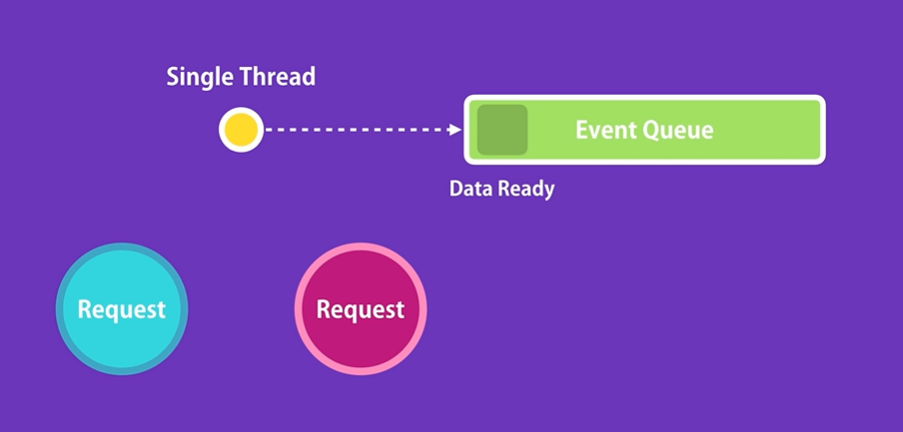 Single Thread
Event Queue
Data Ready
Request
Request